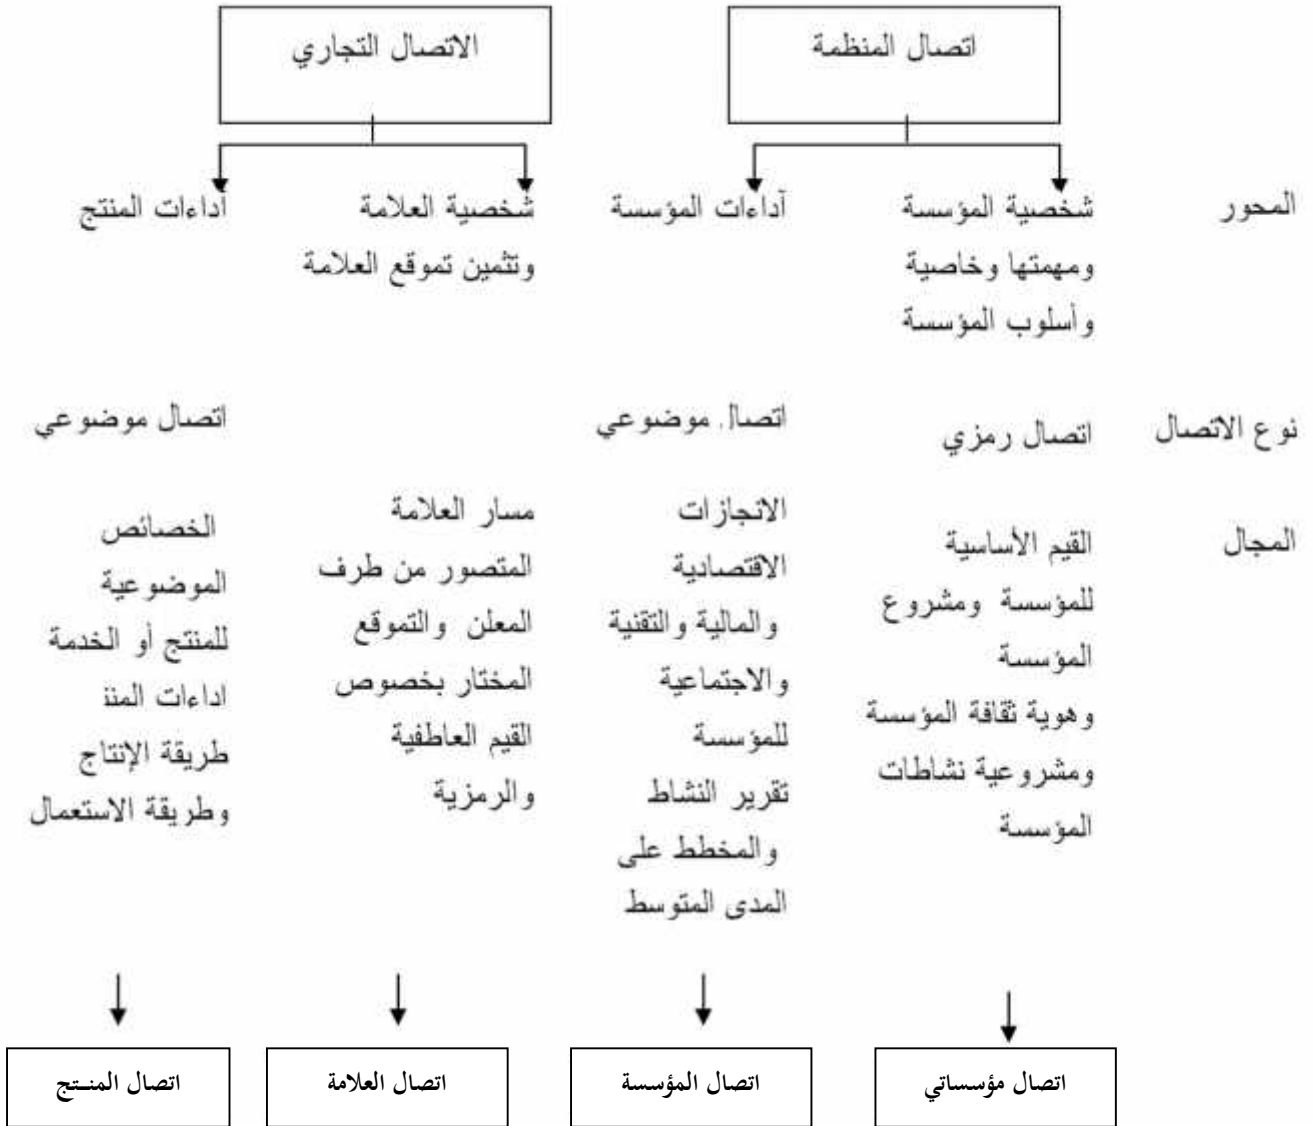 اتصال المنظمة
الاتصال التجاري
المحور
شخصية المؤسسة
ومهمتها وخاصية
وأسلوب المؤسسة
آداءات المؤسسة
شخصية العلامة
وتثمين تموقع العلامة
أداءات المنتج
نوع الاتصال
اتصال رمزي
اتصال موضوعي
اتصال موضوعي
المجال
القيم الأساسية
للمؤسسة ومشروع
المؤسسة
وهوية ثقافة المؤسسة
ومشروعية نشاطات
المؤسسة
الانجازات
الاقتصادية
والمالية والتقنية
والاجتماعية
للمؤسسة
تقرير النشاط
والمخطط على
المدى المتوسط
مسار العلامة
المتصور من طرف
المعلن والتموقع
المختار بخصوص
القيم العاطفية
والرمزية
الخصائص
الموضوعية
للمنتج أو الخدمة
اداءات المنتـ
طريقة الإنتاج
وطريقة الاستعمال
اتصال مؤسساتي
اتصال المؤسسة
اتصال العلامة
اتصال المنـتج